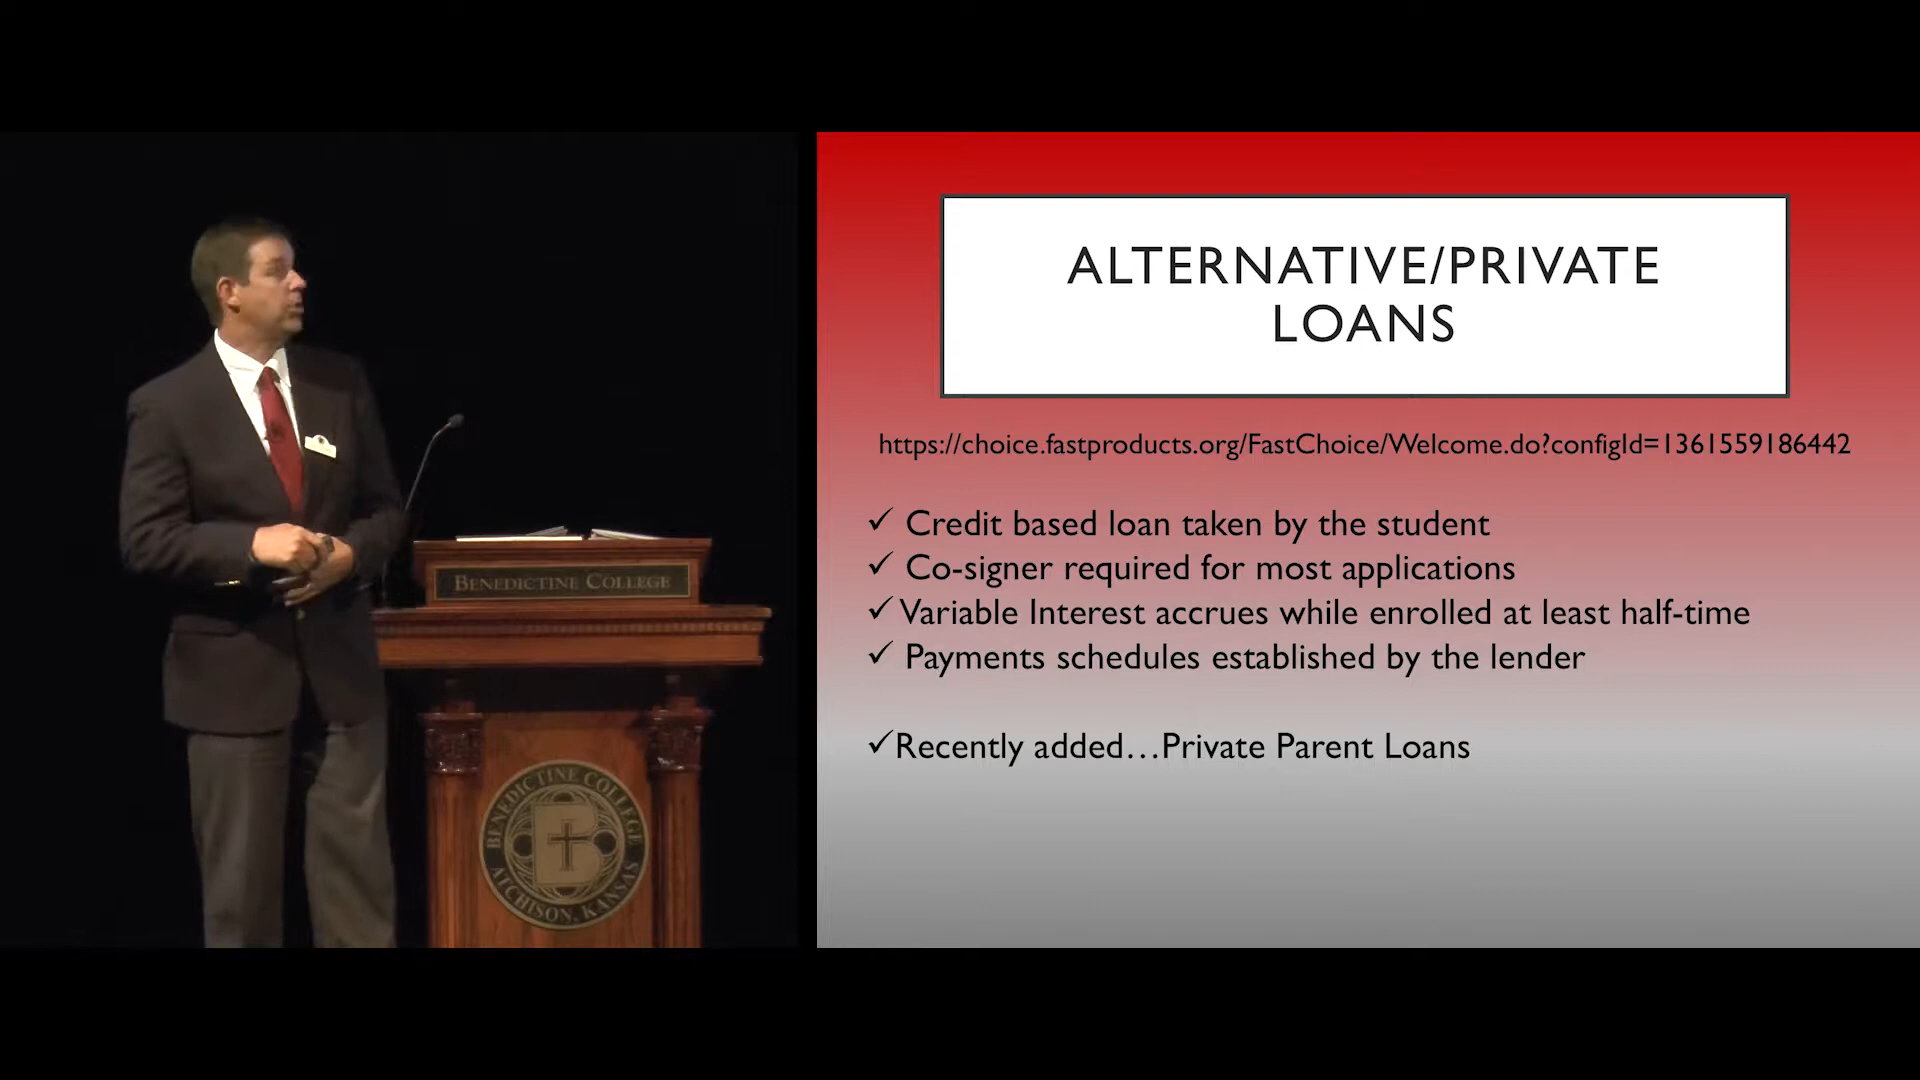 ALTERNATIVE/PRIVATE
LOANS
https://choice.fastproducts.org/FastChoice/Welcome.do?configId=1361559186442
✓ Credit based loan taken by the student
✓ Co-signer required for most applications
✓ Variable Interest accrues while enrolled at least half-time
✓ Payments schedules established by the lender
✓ Recently added…Private Parent Loans
BENEDICTINE COLLEGE
BENEDICTINE COLLEGE
B
ATCHISON, KANSAS